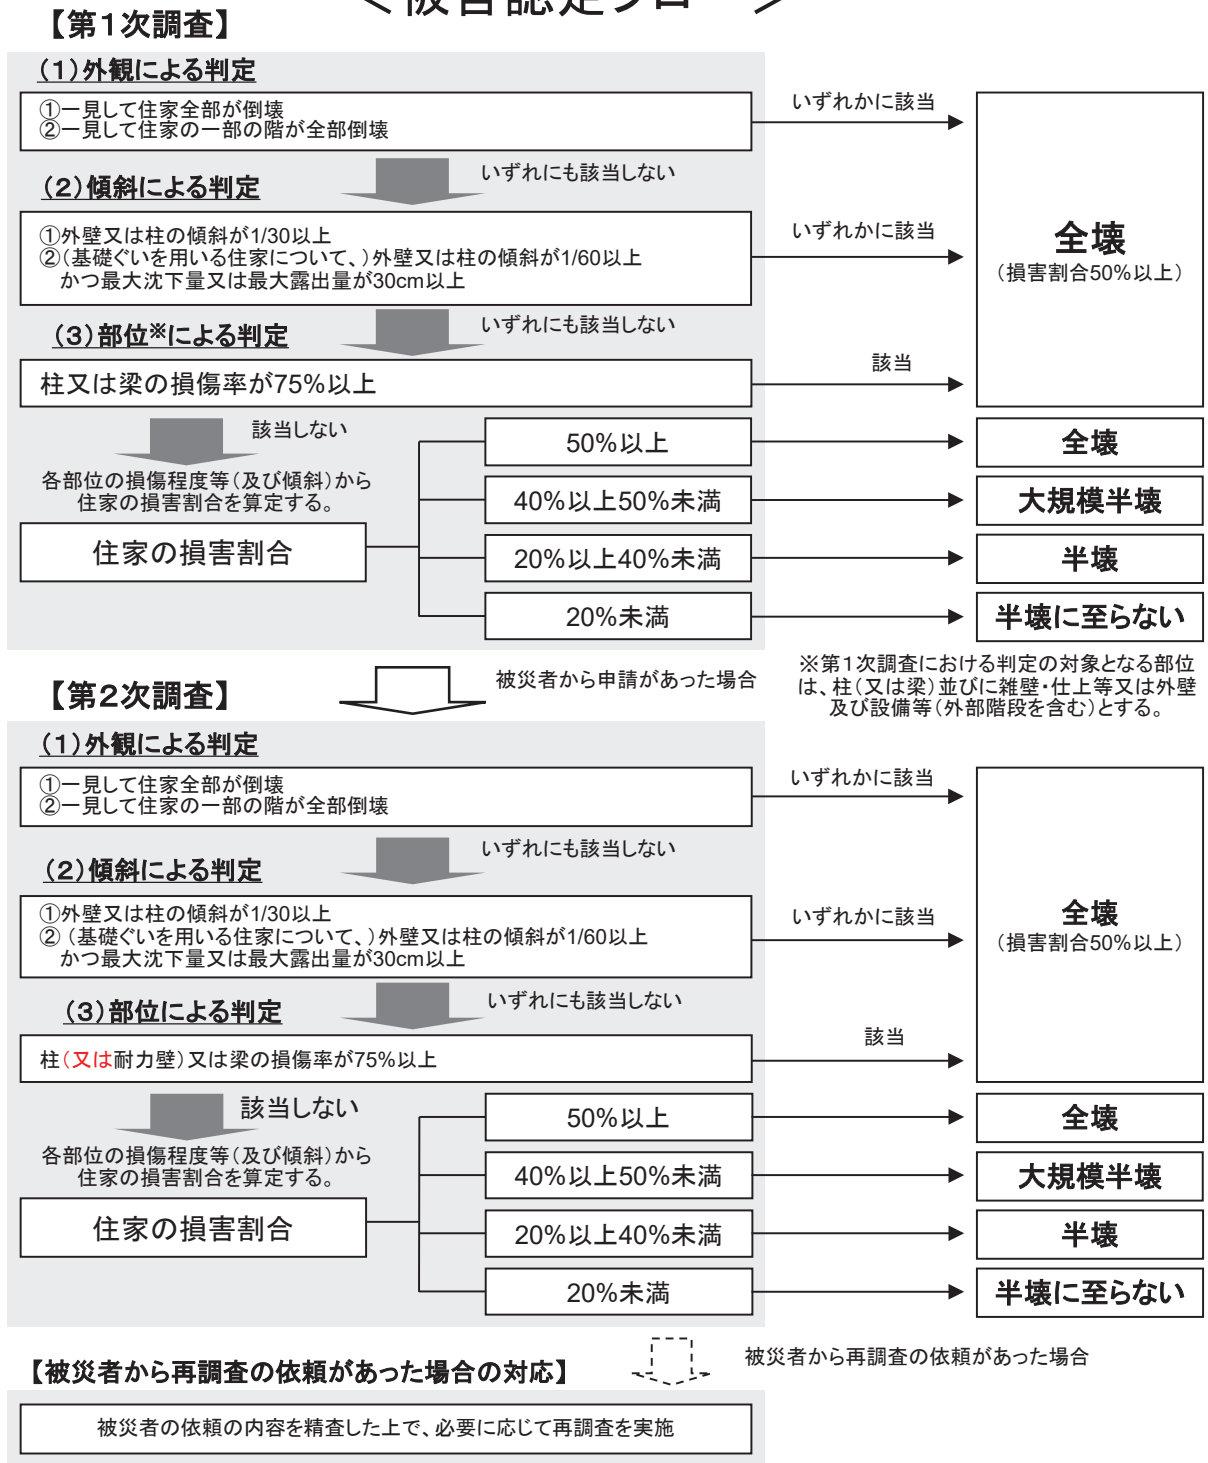 ＜被害認定フロー＞
【第１次調査】
（１）外観による判定
①一見して住家全部が倒壊
②一見して住家の一部の階が全部倒壊
いずれかに該当
いずれにも該当しない
（２）傾斜による判定
①外壁又は柱の傾斜が1/30以上
②（基礎ぐいを用いる住家について、）外壁又は柱の傾斜が1/60以上
かつ最大沈下量又は最大露出量が30cm以上
いずれかに該当
全壊
（損害割合50%以上）
いずれにも該当しない
（３）部位※による判定
柱又は梁の損傷率が75%以上
該当
該当しない
各部位の損傷程度等（及び傾斜）から
住家の損害割合を算定する。
住家の損害割合
50%以上
全壊
40%以上50%未満
大規模半壊
20%以上40%未満
半壊
20%未満
半壊に至らない
※第１次調査における判定の対象となる部位
は、柱（又は梁）並びに雑壁・仕上等又は外壁
及び設備等（外部階段を含む）とする。
【第２次調査】
被災者から申請があった場合
（１）外観による判定
①一見して住家全部が倒壊
②一見して住家の一部の階が全部倒壊
いずれかに該当
いずれにも該当しない
（２）傾斜による判定
①外壁又は柱の傾斜が1/30以上
②（基礎ぐいを用いる住家について、）外壁又は柱の傾斜が1/60以上
かつ最大沈下量又は最大露出量が30cm以上
いずれかに該当
全壊
（損害割合50%以上）
いずれにも該当しない
（３）部位による判定
柱（又は耐力壁）又は梁の損傷率が75%以上
該当
該当しない
各部位の損傷程度等（及び傾斜）から
住家の損害割合を算定する。
住家の損害割合
50%以上
全壊
40%以上50%未満
大規模半壊
20%以上40%未満
半壊
20%未満
半壊に至らない
【被災者から再調査の依頼があった場合の対応】
被災者から再調査の依頼があった場合
被災者の依頼の内容を精査した上で、必要に応じて再調査を実施